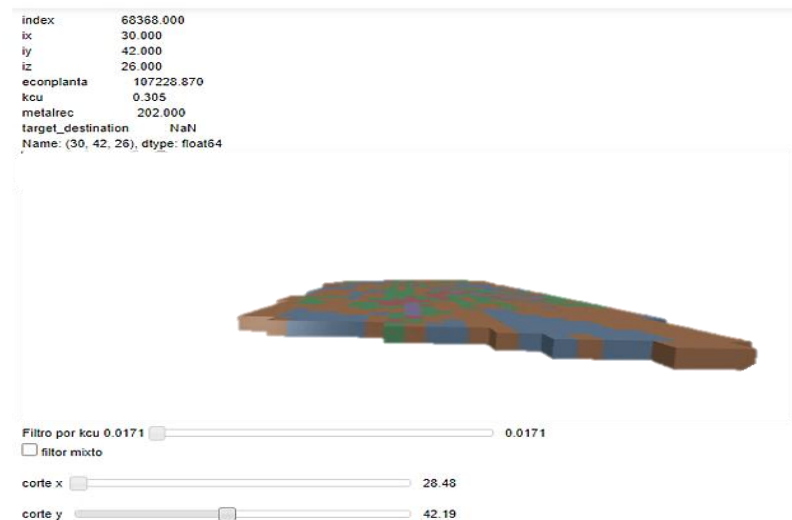 index 68368.000
ix 30.000
iy 42.000
iz 26.000
econplanta 107228.870
kcu 0.305
metalrec 202.000
target_destination NaN
Name: (30, 42, 26), dtype: float64
Filtro por kcu 0.0171 0.0171
filtor mixto
corte x 28.48
corte y 42.19